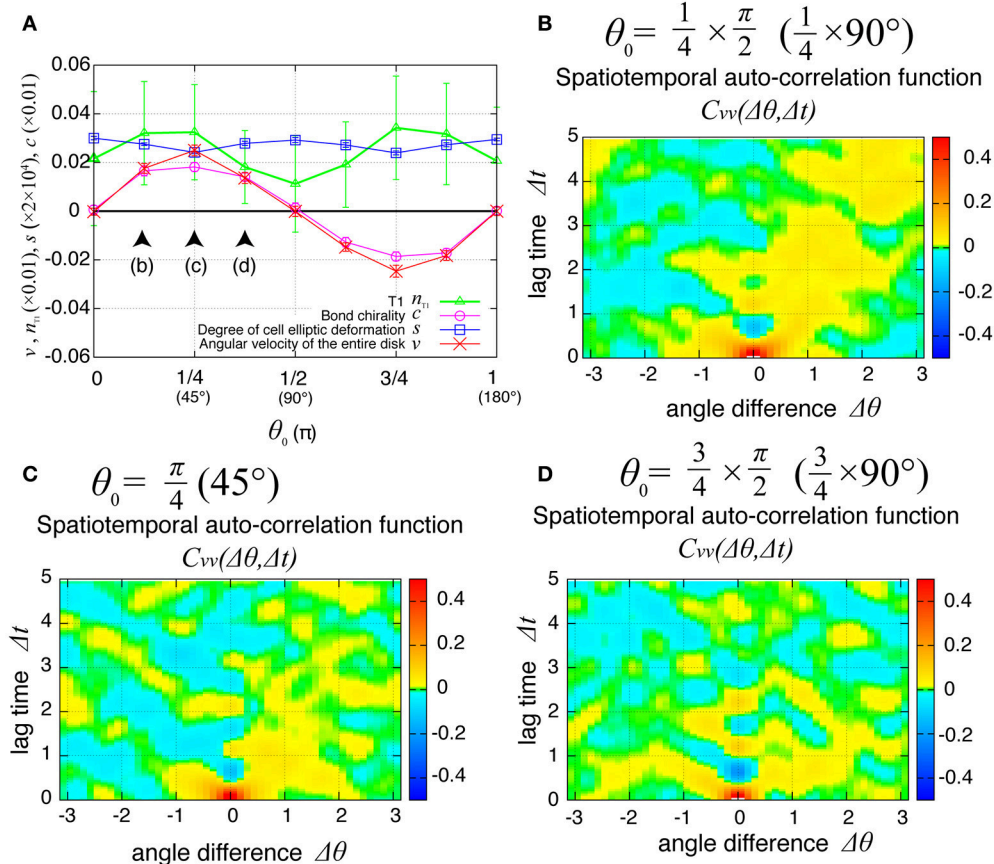 A
v, n_T1 (×0.01), s (×2×10⁴), c (×0.01)
0.06
0.04
0.02
0
-0.02
-0.04
-0.06
(b) (c) (d)
T1 n_T1
Bond chirality c
Degree of cell elliptic deformation s
Angular velocity of the entire disk v
0 1/4 1/2 3/4 1
(45°) (90°) (180°)
θ₀ (π)
B
θ₀ = 1/4 × π/2 (1/4 × 90°)
Spatiotemporal auto-correlation function
Cvv(Δθ,Δt)
lag time Δt
5
4
3
2
1
0
-3 -2 -1 0 1 2 3
angle difference Δθ
0.4
0.2
0
-0.2
-0.4
C
θ₀ = π/4 (45°)
Spatiotemporal auto-correlation function
Cvv(Δθ,Δt)
lag time Δt
5
4
3
2
1
0
-3 -2 -1 0 1 2 3
angle difference Δθ
0.4
0.2
0
-0.2
-0.4
D
θ₀ = 3/4 × π/2 (3/4 × 90°)
Spatiotemporal auto-correlation function
Cvv(Δθ,Δt)
lag time Δt
5
4
3
2
1
0
-3 -2 -1 0 1 2 3
angle difference Δθ
0.4
0.2
0
-0.2
-0.4